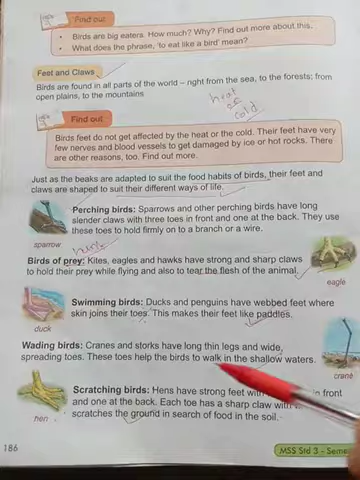 Find out
• Birds are big eaters. How much? Why? Find out more about this.
• What does the phrase, 'to eat like a bird' mean?
Feet and Claws
Birds are found in all parts of the world – right from the sea, to the forests; from
open plains, to the mountains
heat
or
cold
Find out
Birds feet do not get affected by the heat or the cold. Their feet have very
few nerves and blood vessels to get damaged by ice or hot rocks. There
are other reasons, too. Find out more.
Just as the beaks are adapted to suit the food habits of birds, their feet and
claws are shaped to suit their different ways of life.
Perching birds: Sparrows and other perching birds have long
slender claws with three toes in front and one at the back. They use
these toes to hold firmly on to a branch or a wire.
sparrow
Birds of prey: Kites, eagles and hawks have strong and sharp claws
to hold their prey while flying and also to tear the flesh of the animal.
eagle
Swimming birds: Ducks and penguins have webbed feet where
skin joins their toes. This makes their feet like paddles.
duck
Wading birds: Cranes and storks have long thin legs and wide,
spreading toes. These toes help the birds to walk in the shallow waters.
crane
Scratching birds: Hens have strong feet with in front
and one at the back. Each toe has a sharp claw
scratches the ground in search of food in the soil.
hen
186
MSS Std 3 – Seme